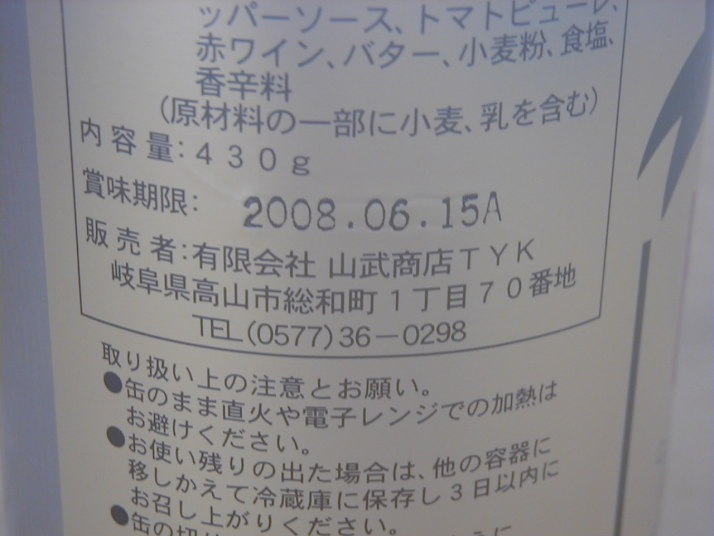 ッパーソース、トマトピューレ、
赤ワイン、バター、小麦粉、食塩、
香辛料
(原材料の一部に小麦、乳を含む)
内容量:430g
賞味期限: 2008.06.15A
販売者:有限会社 山武商店TYK
岐阜県高山市総和町1丁目70番地
TEL(0577)36-0298
取り扱い上の注意とお願い。
●缶のまま直火や電子レンジでの加熱は
お避けください。
●お使い残りの出た場合は、他の容器に
移しかえて冷蔵庫に保存し3日以内に
お召し上がりください。
●缶の切